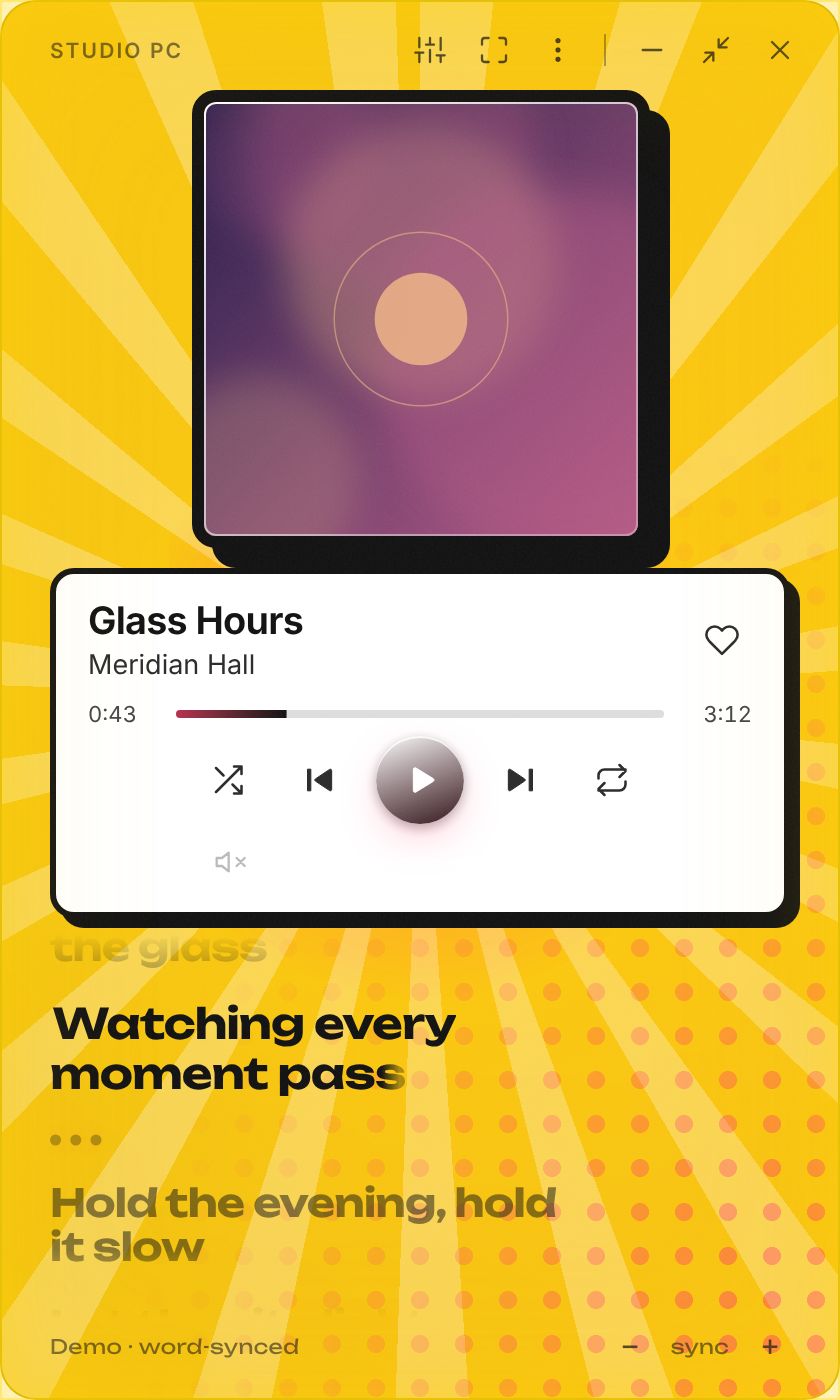 STUDIO PC
Glass Hours
Meridian Hall
0:43
3:12
the glass
Watching every
moment pass
•••
Hold the evening, hold
it slow
Demo · word-synced
− sync +